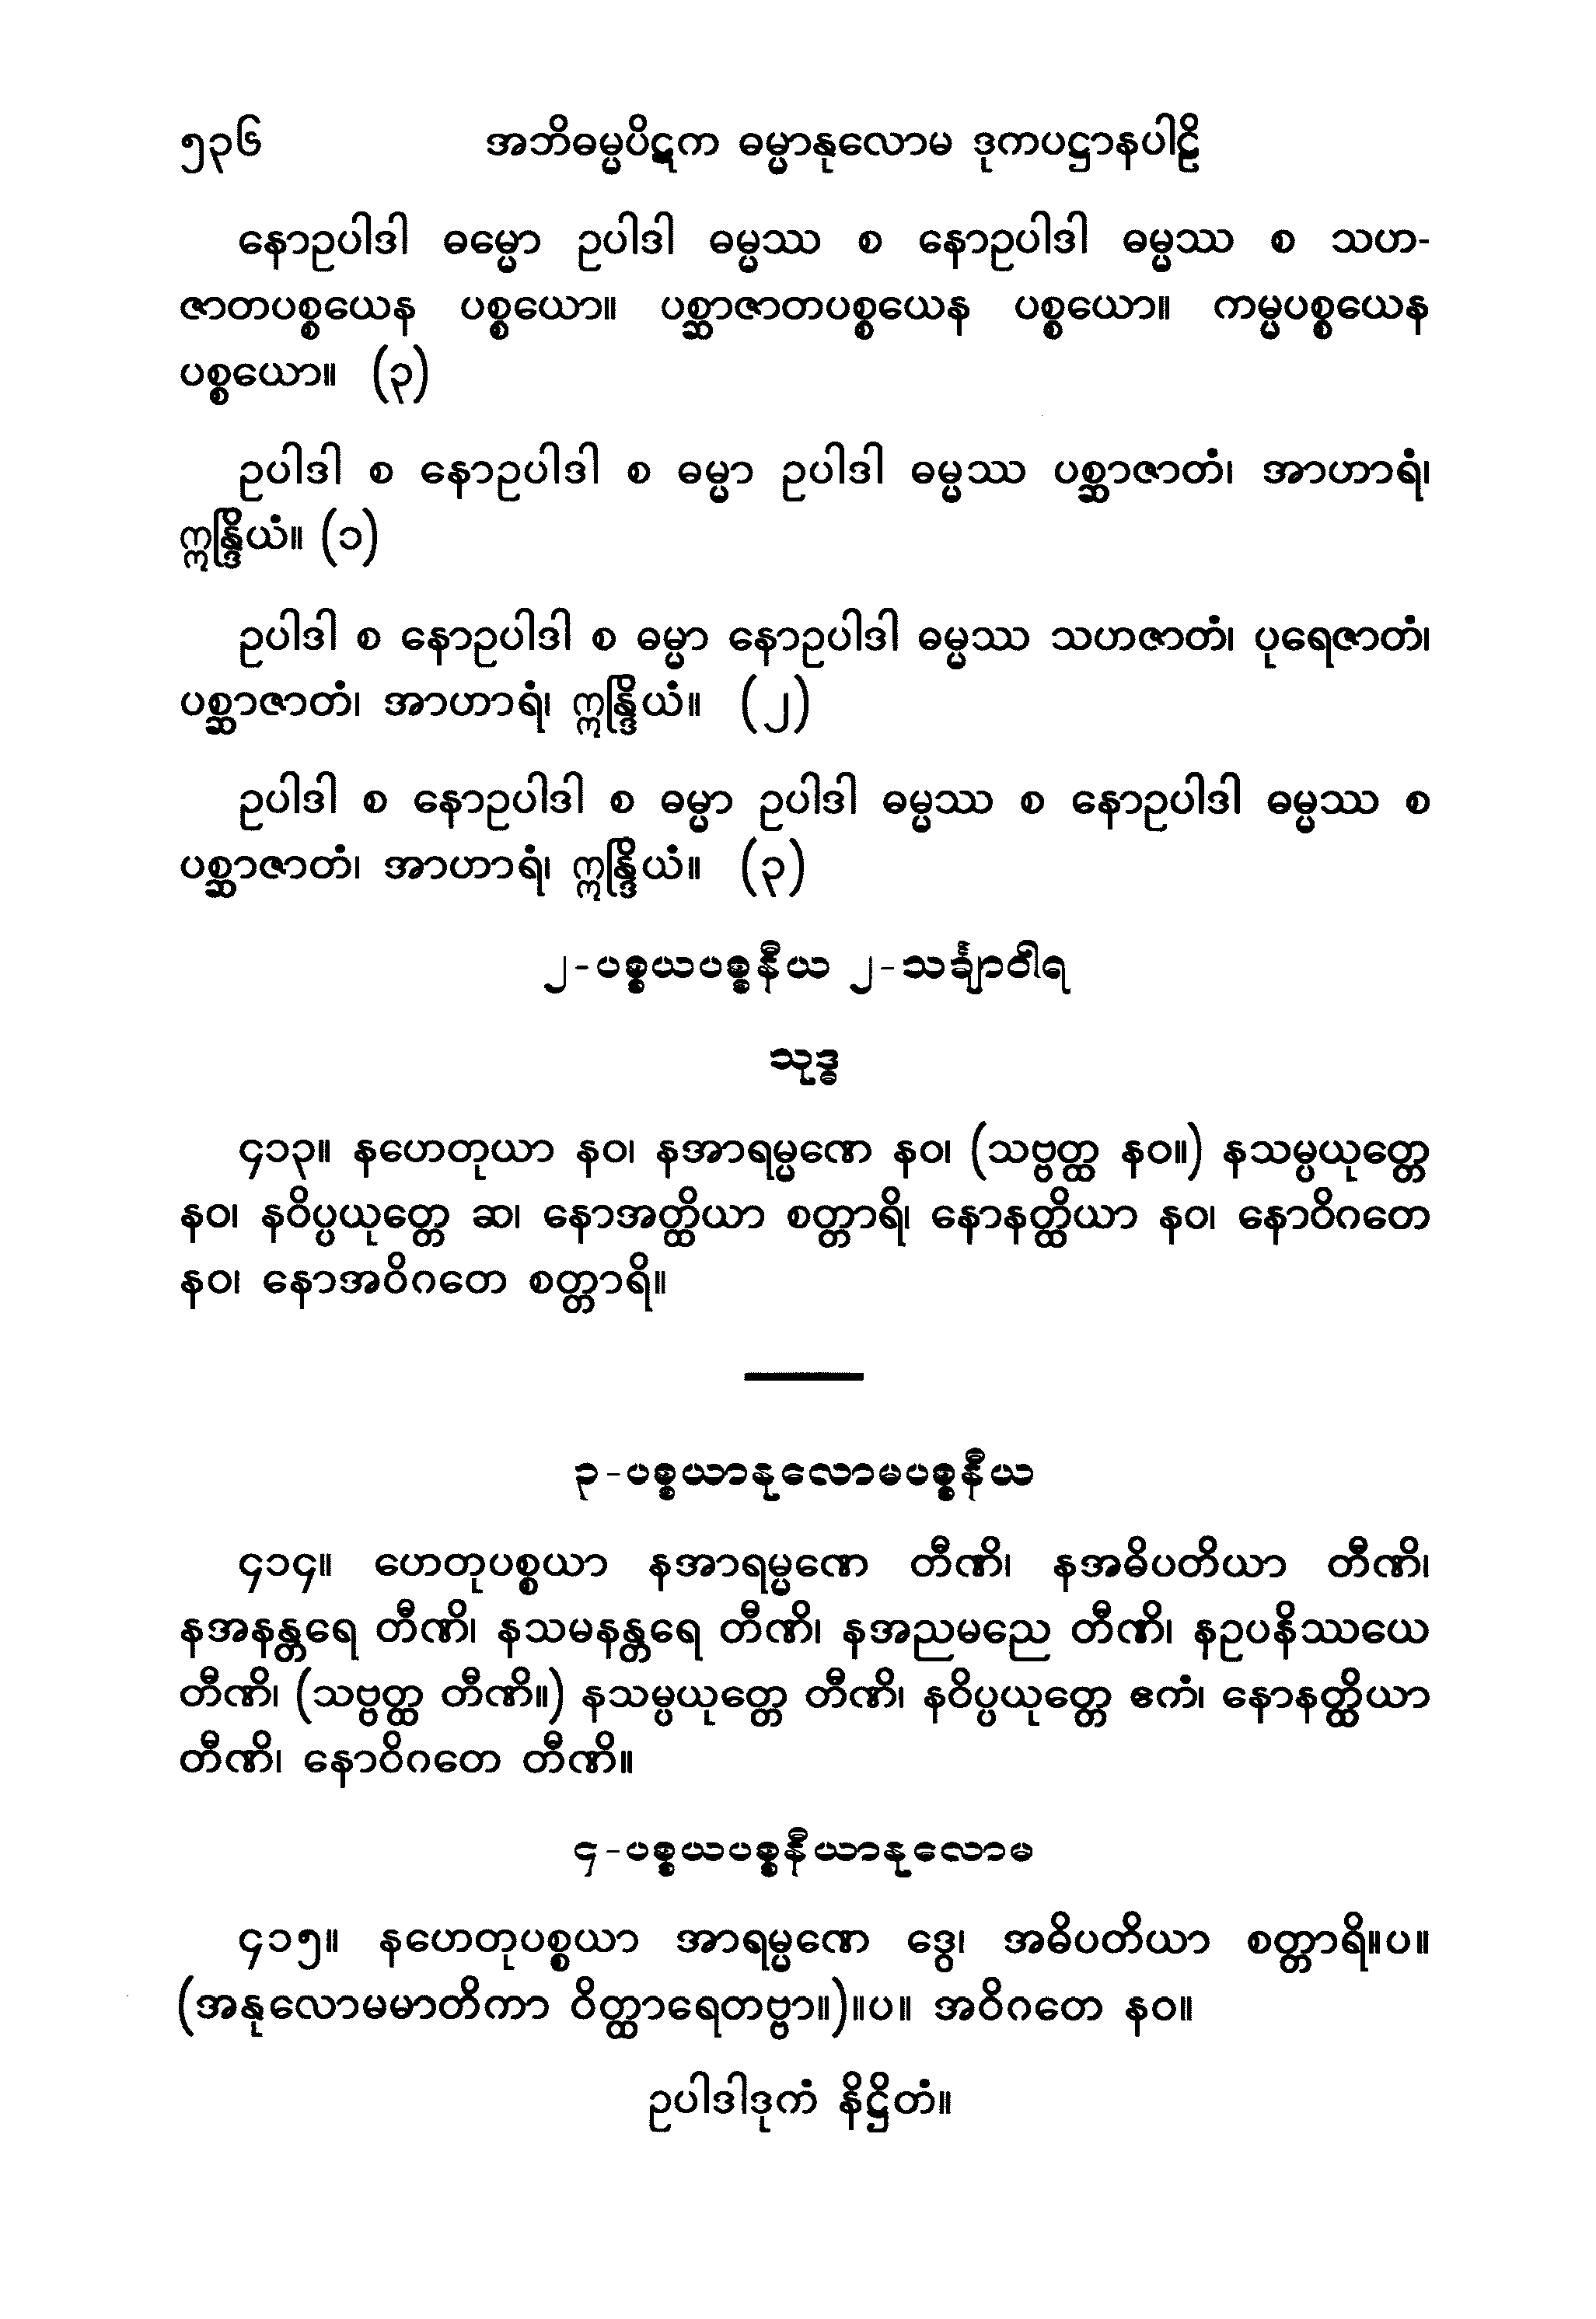 ၅၃၆ အဘိဓမ္မပိဋက ဓမ္မာနုလောမ ဒုကပဋ္ဌာနပါဠိ
နောဥပါဒါ ဓမ္မော ဥပါဒါ ဓမ္မဿ စ နောဥပါဒါ ဓမ္မဿ စ သဟ-
ဇာတပစ္စယေန ပစ္စယော။ ပစ္ဆာဇာတပစ္စယေန ပစ္စယော။ ကမ္မပစ္စယေန
ပစ္စယော။ (၃)
ဥပါဒါ စ နောဥပါဒါ စ ဓမ္မာ ဥပါဒါ ဓမ္မဿ ပစ္ဆာဇာတံ၊ အာဟာရံ၊
ဣန္ဒြိယံ။ (၁)
ဥပါဒါ စ နောဥပါဒါ စ ဓမ္မာ နောဥပါဒါ ဓမ္မဿ သဟဇာတံ၊ ပုရေဇာတံ၊
ပစ္ဆာဇာတံ၊ အာဟာရံ၊ ဣန္ဒြိယံ။ (၂)
ဥပါဒါ စ နောဥပါဒါ စ ဓမ္မာ ဥပါဒါ ဓမ္မဿ စ နောဥပါဒါ ဓမ္မဿ စ
ပစ္ဆာဇာတံ၊ အာဟာရံ၊ ဣန္ဒြိယံ။ (၃)
၂-ပစ္စယပစ္စနီယ ၂-သင်္ချာဝါရ
သုဒ္ဓ
၄၁၃။ နဟေတုယာ နဝ၊ နအာရမ္မဏေ နဝ၊ (သဗ္ဗတ္ထ နဝ။) နသမ္ပယုတ္တေ
နဝ၊ နဝိပ္ပယုတ္တေ ဆ၊ နောအတ္ထိယာ စတ္တာရိ၊ နောနတ္ထိယာ နဝ၊ နောဝိဂတေ
နဝ၊ နောအဝိဂတေ စတ္တာရိ။
၃-ပစ္စယာနုလောမပစ္စနီယ
၄၁၄။ ဟေတုပစ္စယာ နအာရမ္မဏေ တီဏိ၊ နအဓိပတိယာ တီဏိ၊
နအနန္တရေ တီဏိ၊ နသမနန္တရေ တီဏိ၊ နအညမညေ တီဏိ၊ နဥပနိဿယေ
တီဏိ၊ (သဗ္ဗတ္ထ တီဏိ။) နသမ္ပယုတ္တေ တီဏိ၊ နဝိပ္ပယုတ္တေ ဧကံ၊ နောနတ္ထိယာ
တီဏိ၊ နောဝိဂတေ တီဏိ။
၄-ပစ္စယပစ္စနီယာနုလောမ
၄၁၅။ နဟေတုပစ္စယာ အာရမ္မဏေ ဒွေ၊ အဓိပတိယာ စတ္တာရိ။ပ။
(အနုလောမမာတိကာ ဝိတ္ထာရေတဗ္ဗာ။)။ပ။ အဝိဂတေ နဝ။
ဥပါဒါဒုကံ နိဋ္ဌိတံ။